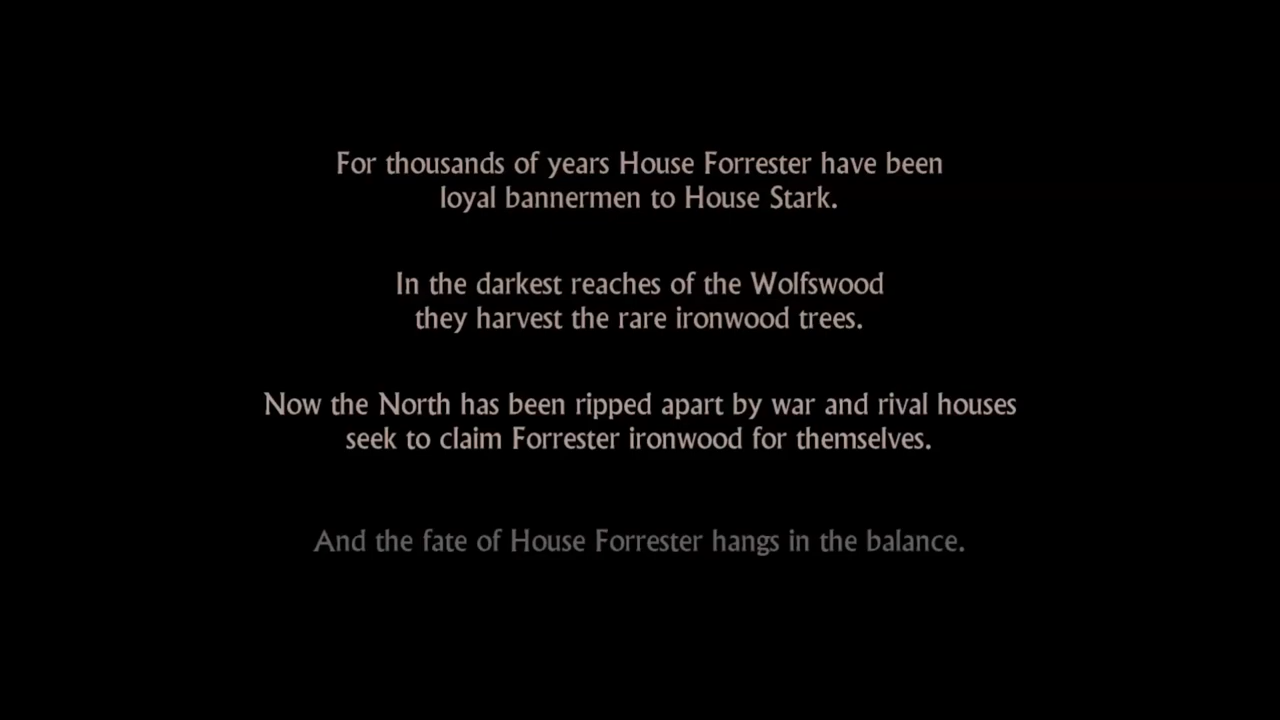 For thousands of years House Forrester have been
loyal bannermen to House Stark.
In the darkest reaches of the Wolfswood
they harvest the rare ironwood trees.
Now the North has been ripped apart by war and rival houses
seek to claim Forrester ironwood for themselves.
And the fate of House Forrester hangs in the balance.